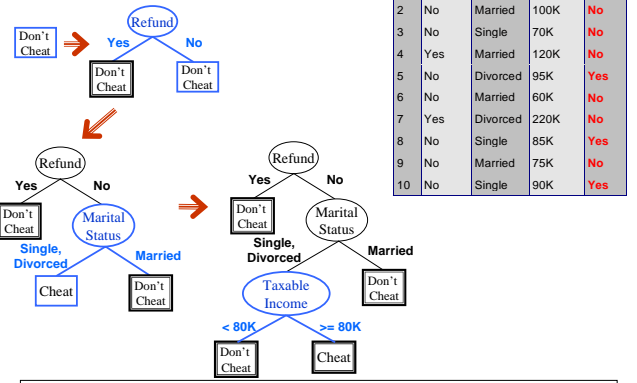 Don't
Cheat
Refund
Yes
No
Don't
Cheat
Don't
Cheat
2 No Married 100K No
3 No Single 70K No
4 Yes Married 120K No
5 No Divorced 95K Yes
6 No Married 60K No
7 Yes Divorced 220K No
8 No Single 85K Yes
9 No Married 75K No
10 No Single 90K Yes
Refund
Yes
No
Don't
Cheat
Marital
Status
Single,
Divorced
Married
Cheat
Don't
Cheat
Refund
Yes
No
Don't
Cheat
Marital
Status
Single,
Divorced
Married
Taxable
Income
Don't
Cheat
< 80K
>= 80K
Don't
Cheat
Cheat